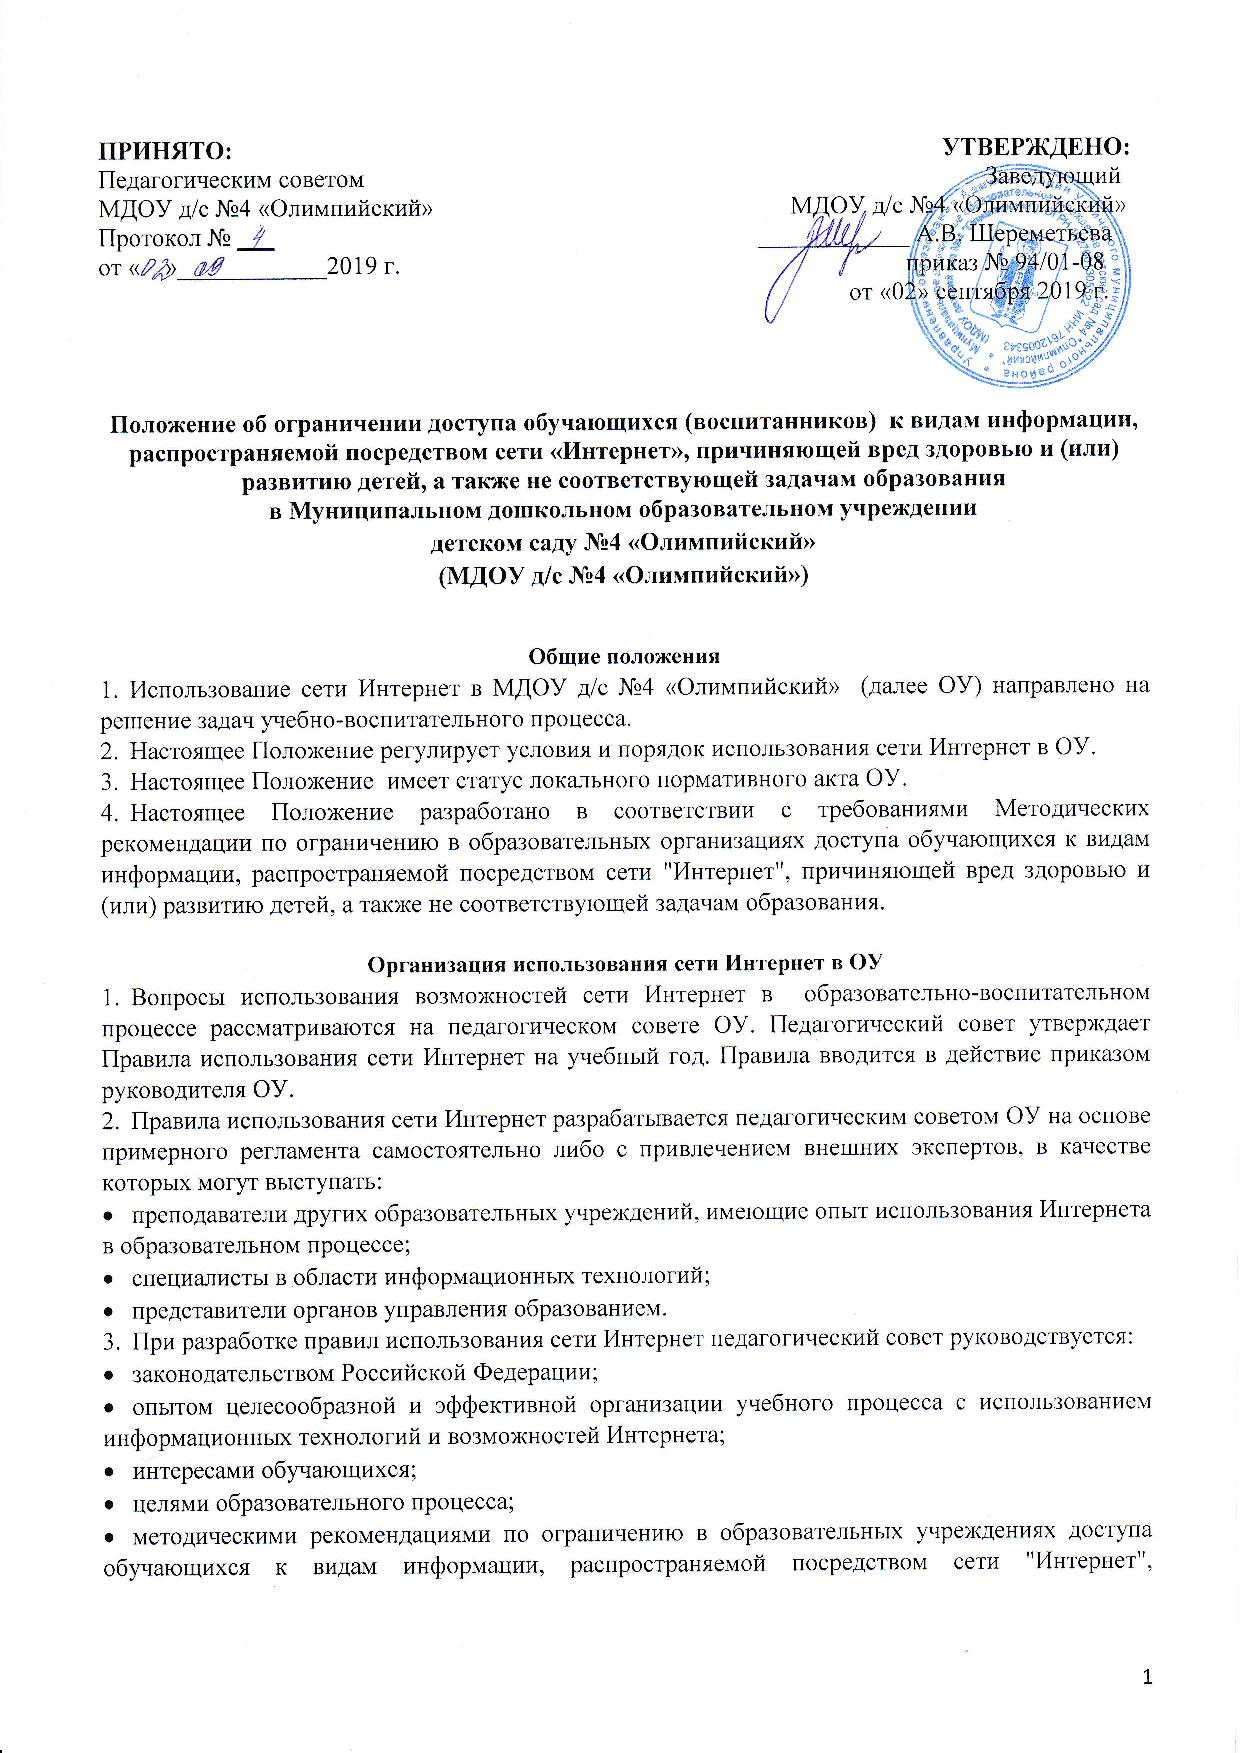 ПРИНЯТО:
Педагогическим советом
МДОУ д/с №4 «Олимпийский»
Протокол №
от «02» 09 2019 г.
УТВЕРЖДЕНО:
Заведующий
МДОУ д/с №4 «Олимпийский»
А.В. Шереметьева
приказ № 94/01-08
от «02» сентября 2019 г.
Положение об ограничении доступа обучающихся (воспитанников) к видам информации,
распространяемой посредством сети «Интернет», причиняющей вред здоровью и (или)
развитию детей, а также не соответствующей задачам образования
в Муниципальном дошкольном образовательном учреждении
детском саду №4 «Олимпийский»
(МДОУ д/с №4 «Олимпийский»)
Общие положения
1. Использование сети Интернет в МДОУ д/с №4 «Олимпийский» (далее ОУ) направлено на
решение задач учебно-воспитательного процесса.
2. Настоящее Положение регулирует условия и порядок использования сети Интернет в ОУ.
3. Настоящее Положение имеет статус локального нормативного акта ОУ.
4. Настоящее Положение разработано в соответствии с требованиями Методических
рекомендации по ограничению в образовательных организациях доступа обучающихся к видам
информации, распространяемой посредством сети "Интернет", причиняющей вред здоровью и
(или) развитию детей, а также не соответствующей задачам образования.
Организация использования сети Интернет в ОУ
1. Вопросы использования возможностей сети Интернет в образовательно-воспитательном
процессе рассматриваются на педагогическом совете ОУ. Педагогический совет утверждает
Правила использования сети Интернет на учебный год. Правила вводится в действие приказом
руководителя ОУ.
2. Правила использования сети Интернет разрабатывается педагогическим советом ОУ на основе
примерного регламента самостоятельно либо с привлечением внешних экспертов, в качестве
которых могут выступать:
• преподаватели других образовательных учреждений, имеющие опыт использования Интернета
в образовательном процессе;
• специалисты в области информационных технологий;
• представители органов управления образованием.
3. При разработке правил использования сети Интернет педагогический совет руководствуется:
• законодательством Российской Федерации;
• опытом целесообразной и эффективной организации учебного процесса с использованием
информационных технологий и возможностей Интернета;
• интересами обучающихся;
• целями образовательного процесса;
• методическими рекомендациями по ограничению в образовательных учреждениях доступа
обучающихся к видам информации, распространяемой посредством сети "Интернет",
1